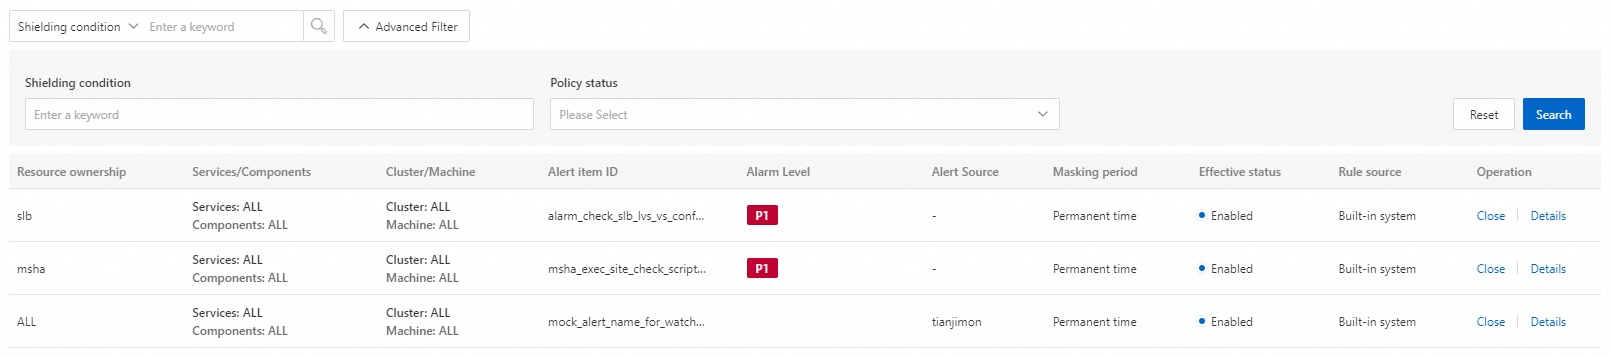 Shielding condition Enter a keyword Advanced Filter
Shielding condition Policy status
Enter a keyword Please Select Reset Search
Resource ownership Services/Components Cluster/Machine Alert item ID Alarm Level Alert Source Masking period Effective status Rule source Operation
slb Services: ALL Cluster: ALL alarm_check_slb_lvs_vs_conf... P1 - Permanent time Enabled Built-in system Close Details
Components: ALL Machine: ALL
msha Services: ALL Cluster: ALL msha_exec_site_check_script... P1 - Permanent time Enabled Built-in system Close Details
Components: ALL Machine: ALL
ALL Services: ALL Cluster: ALL mock_alert_name_for_watch... tianjimon Permanent time Enabled Built-in system Close Details
Components: ALL Machine: ALL